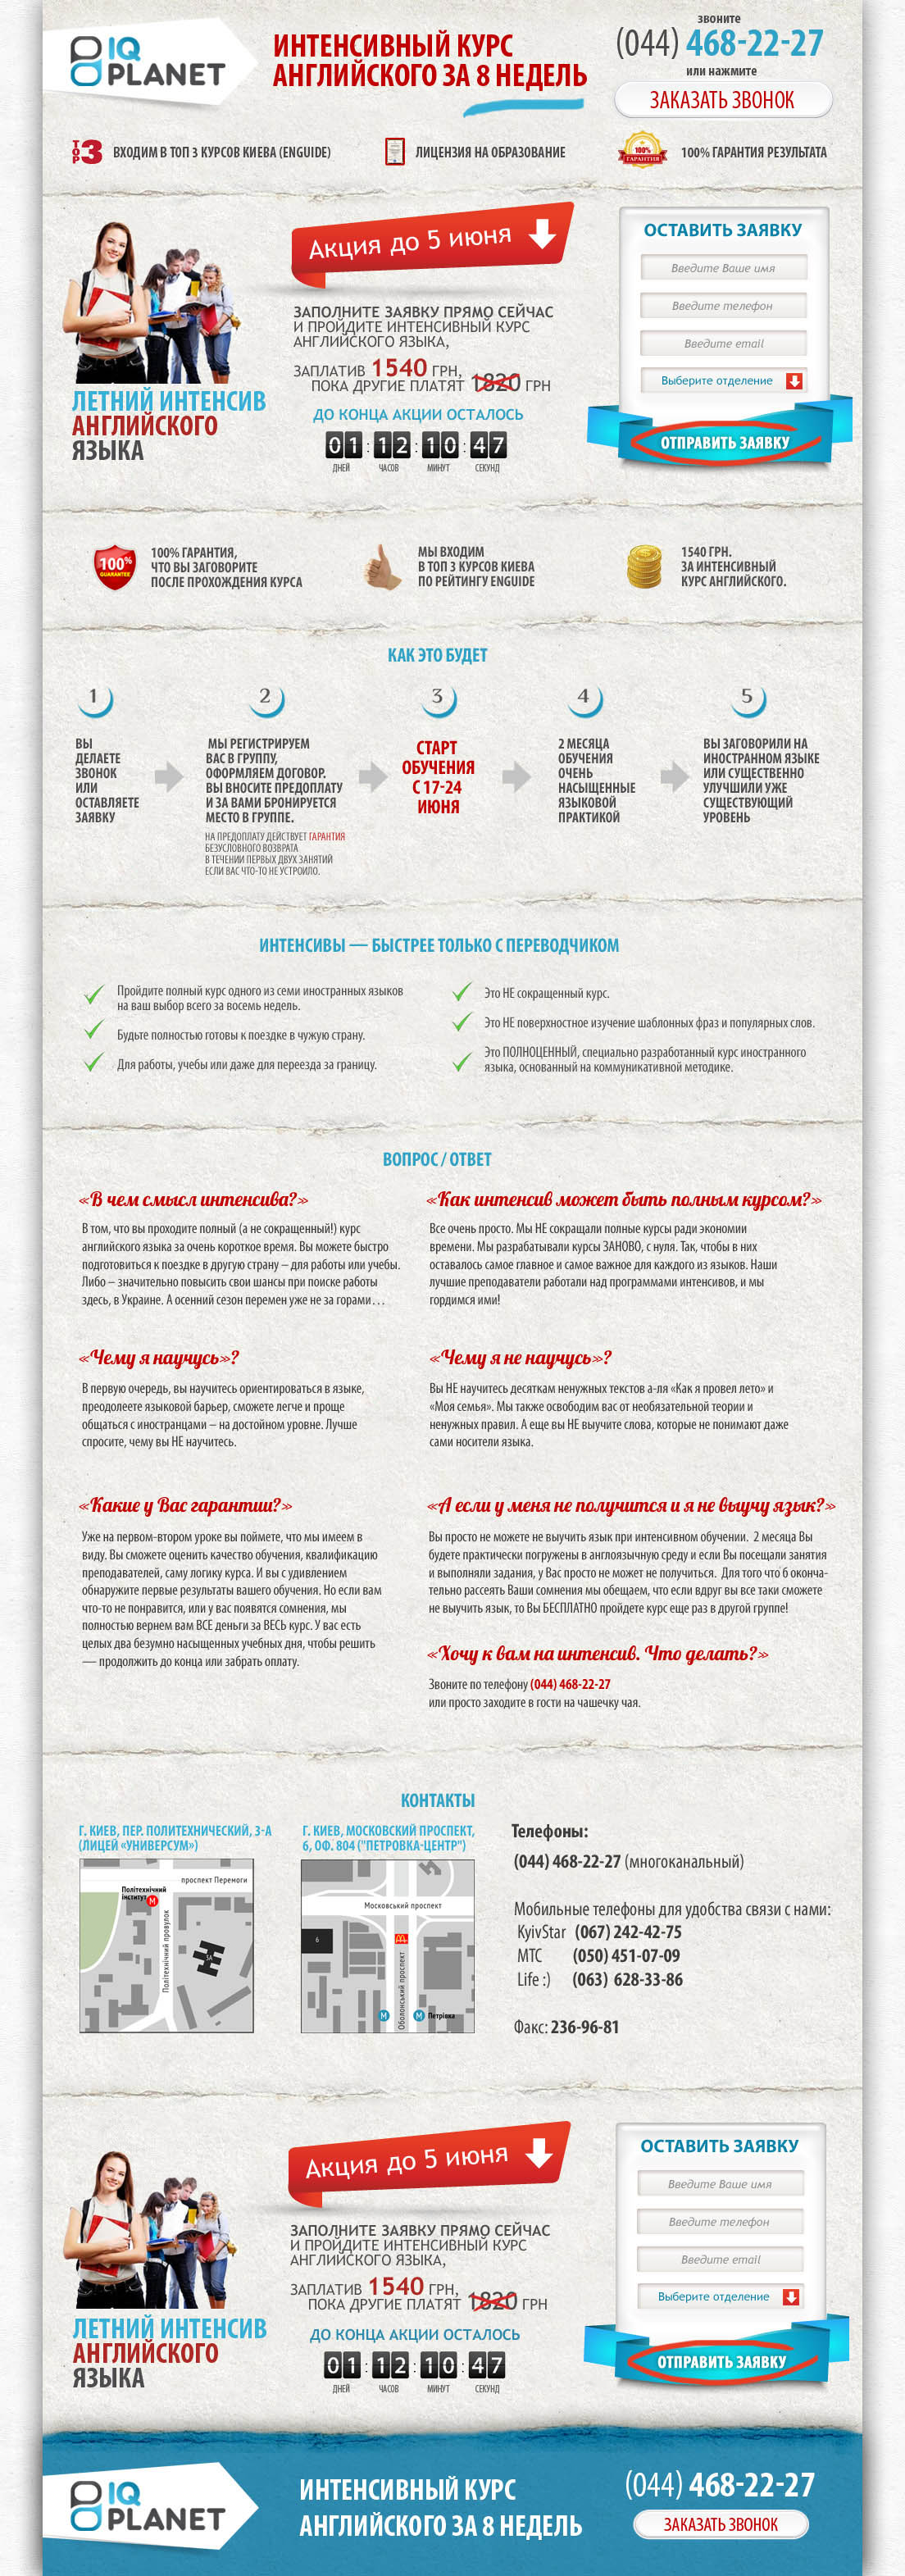 IQ
PLANET
ИНТЕНСИВНЫЙ КУРС
АНГЛИЙСКОГО ЗА 8 НЕДЕЛЬ
звоните
(044) 468-22-27
или нажмите
ЗАКАЗАТЬ ЗВОНОК
TOP 3
ВХОДИМ В ТОП 3 КУРСОВ КИЕВА (ENGUIDE)
ЛИЦЕНЗИЯ НА ОБРАЗОВАНИЕ
100%
ГАРАНТИЯ
100% ГАРАНТИЯ РЕЗУЛЬТАТА
ЛЕТНИЙ ИНТЕНСИВ
АНГЛИЙСКОГО
ЯЗЫКА
Акция до 5 июня
ЗАПОЛНИТЕ ЗАЯВКУ ПРЯМО СЕЙЧАС
И ПРОЙДИТЕ ИНТЕНСИВНЫЙ КУРС
АНГЛИЙСКОГО ЯЗЫКА,
ЗАПЛАТИВ 1540 ГРН,
ПОКА ДРУГИЕ ПЛАТЯТ 1820 ГРН
ДО КОНЦА АКЦИИ ОСТАЛОСЬ
01 : 12 : 10 : 47
ДНЕЙ ЧАСОВ МИНУТ СЕКУНД
ОСТАВИТЬ ЗАЯВКУ
Введите Ваше имя
Введите телефон
Введите email
Выберите отделение
ОТПРАВИТЬ ЗАЯВКУ
100%
GUARANTEE
100% ГАРАНТИЯ,
ЧТО ВЫ ЗАГОВОРИТЕ
ПОСЛЕ ПРОХОЖДЕНИЯ КУРСА
МЫ ВХОДИМ
В ТОП 3 КУРСОВ КИЕВА
ПО РЕЙТИНГУ ENGUIDE
1540 ГРН.
ЗА ИНТЕНСИВНЫЙ
КУРС АНГЛИЙСКОГО.
КАК ЭТО БУДЕТ
1
ВЫ
ДЕЛАЕТЕ
ЗВОНОК
ИЛИ
ОСТАВЛЯЕТЕ
ЗАЯВКУ
2
МЫ РЕГИСТРИРУЕМ
ВАС В ГРУППУ,
ОФОРМЛЯЕМ ДОГОВОР.
ВЫ ВНОСИТЕ ПРЕДОПЛАТУ
И ЗА ВАМИ БРОНИРУЕТСЯ
МЕСТО В ГРУППЕ.
НА ПРЕДОПЛАТУ ДЕЙСТВУЕТ ГАРАНТИЯ
БЕЗУСЛОВНОГО ВОЗВРАТА
В ТЕЧЕНИИ ПЕРВЫХ ДВУХ ЗАНЯТИЙ
ЕСЛИ ВАС ЧТО-ТО НЕ УСТРОИЛО.
3
СТАРТ
ОБУЧЕНИЯ
С 17-24
ИЮНЯ
4
2 МЕСЯЦА
ОБУЧЕНИЯ
ОЧЕНЬ
НАСЫЩЕННЫЕ
ЯЗЫКОВОЙ
ПРАКТИКОЙ
5
ВЫ ЗАГОВОРИЛИ НА
ИНОСТРАННОМ ЯЗЫКЕ
ИЛИ СУЩЕСТВЕННО
УЛУЧШИЛИ УЖЕ
СУЩЕСТВУЮЩИЙ
УРОВЕНЬ
ИНТЕНСИВЫ — БЫСТРЕЕ ТОЛЬКО С ПЕРЕВОДЧИКОМ
Пройдите полный курс одного из семи иностранных языков
на ваш выбор всего за восемь недель.
Будьте полностью готовы к поездке в чужую страну.
Для работы, учебы или даже для переезда за границу.
Это НЕ сокращенный курс.
Это НЕ поверхностное изучение шаблонных фраз и популярных слов.
Это ПОЛНОЦЕННЫЙ, специально разработанный курс иностранного
языка, основанный на коммуникативной методике.
ВОПРОС / ОТВЕТ
«В чем смысл интенсива?»
В том, что вы проходите полный (а не сокращенный!) курс
английского языка за очень короткое время. Вы можете быстро
подготовиться к поездке в другую страну – для работы или учебы.
Либо – значительно повысить свои шансы при поиске работы
здесь, в Украине. А осенний сезон перемен уже не за горами…
«Как интенсив может быть полным курсом?»
Все очень просто. Мы НЕ сокращали полные курсы ради экономии
времени. Мы разрабатывали курсы ЗАНОВО, с нуля. Так, чтобы в них
оставалось самое главное и самое важное для каждого из языков. Наши
лучшие преподаватели работали над программами интенсивов, и мы
гордимся ими!
«Чему я научусь»?
В первую очередь, вы научитесь ориентироваться в языке,
преодолеете языковой барьер, сможете легче и проще
общаться с иностранцами – на достойном уровне. Лучше
спросите, чему вы НЕ научитесь.
«Чему я не научусь»?
Вы НЕ научитесь десяткам ненужных текстов а-ля «Как я провел лето» и
«Моя семья». Мы также освободим вас от необязательной теории и
ненужных правил. А еще вы НЕ выучите слова, которые не понимают даже
сами носители языка.
«Какие у Вас гарантии?»
Уже на первом-втором уроке вы поймете, что мы имеем в
виду. Вы сможете оценить качество обучения, квалификацию
преподавателей, саму логику курса. И вы с удивлением
обнаружите первые результаты вашего обучения. Но если вам
что-то не понравится, или у вас появятся сомнения, мы
полностью вернем вам ВСЕ деньги за ВЕСЬ курс. У вас есть
целых два безумно насыщенных учебных дня, чтобы решить
— продолжить до конца или забрать оплату.
«А если у меня не получится и я не выучу язык?»
Вы просто не можете не выучить язык при интенсивном обучении. 2 месяца Вы
будете практически погружены в англоязычную среду и если Вы посещали занятия
и выполняли задания, у Вас просто не может не получиться. Для того что б оконча-
тельно рассеять Ваши сомнения мы обещаем, что если вдруг вы все таки сможете
не выучить язык, то Вы БЕСПЛАТНО пройдете курс еще раз в другой группе!
«Хочу к вам на интенсив. Что делать?»
Звоните по телефону (044) 468-22-27
или просто заходите в гости на чашечку чая.
КОНТАКТЫ
Г. КИЕВ, ПЕР. ПОЛИТЕХНИЧЕСКИЙ, 3-А
(ЛИЦЕЙ «УНИВЕРСУМ»)
проспект Перемоги
Політехнічний
інститут
М
Політехнічний провулок
3А
Г. КИЕВ, МОСКОВСКИЙ ПРОСПЕКТ,
6, ОФ. 804 ("ПЕТРОВКА-ЦЕНТР")
Московський проспект
6
Оболонський проспект
М
М Петрівка
Телефоны:
(044) 468-22-27 (многоканальный)
Мобильные телефоны для удобства связи с нами:
KyivStar (067) 242-42-75
МТС (050) 451-07-09
Life :) (063) 628-33-86
Факс: 236-96-81
ЛЕТНИЙ ИНТЕНСИВ
АНГЛИЙСКОГО
ЯЗЫКА
Акция до 5 июня
ЗАПОЛНИТЕ ЗАЯВКУ ПРЯМО СЕЙЧАС
И ПРОЙДИТЕ ИНТЕНСИВНЫЙ КУРС
АНГЛИЙСКОГО ЯЗЫКА,
ЗАПЛАТИВ 1540 ГРН,
ПОКА ДРУГИЕ ПЛАТЯТ 1820 ГРН
ДО КОНЦА АКЦИИ ОСТАЛОСЬ
01 : 12 : 10 : 47
ДНЕЙ ЧАСОВ МИНУТ СЕКУНД
ОСТАВИТЬ ЗАЯВКУ
Введите Ваше имя
Введите телефон
Введите email
Выберите отделение
ОТПРАВИТЬ ЗАЯВКУ
IQ
PLANET
ИНТЕНСИВНЫЙ КУРС
АНГЛИЙСКОГО ЗА 8 НЕДЕЛЬ
(044) 468-22-27
ЗАКАЗАТЬ ЗВОНОК